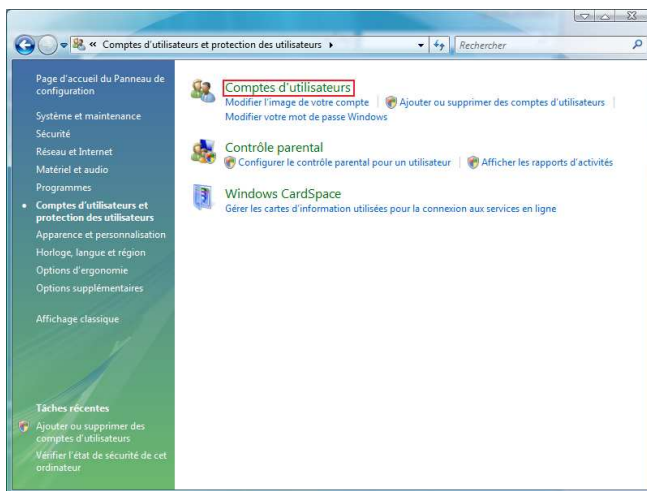 « Comptes d'utilisateurs et protection des utilisateurs
Rechercher
Page d'accueil du Panneau de
configuration
Système et maintenance
Sécurité
Réseau et Internet
Matériel et audio
Programmes
Comptes d'utilisateurs et
protection des utilisateurs
Apparence et personnalisation
Horloge, langue et région
Options d'ergonomie
Options supplémentaires
Affichage classique
Tâches récentes
Ajouter ou supprimer des
comptes d'utilisateurs
Vérifier l'état de sécurité de cet
ordinateur
Comptes d'utilisateurs
Modifier l'image de votre compte
Ajouter ou supprimer des comptes d'utilisateurs
Modifier votre mot de passe Windows
Contrôle parental
Configurer le contrôle parental pour un utilisateur
Afficher les rapports d'activités
Windows CardSpace
Gérer les cartes d'information utilisées pour la connexion aux services en ligne